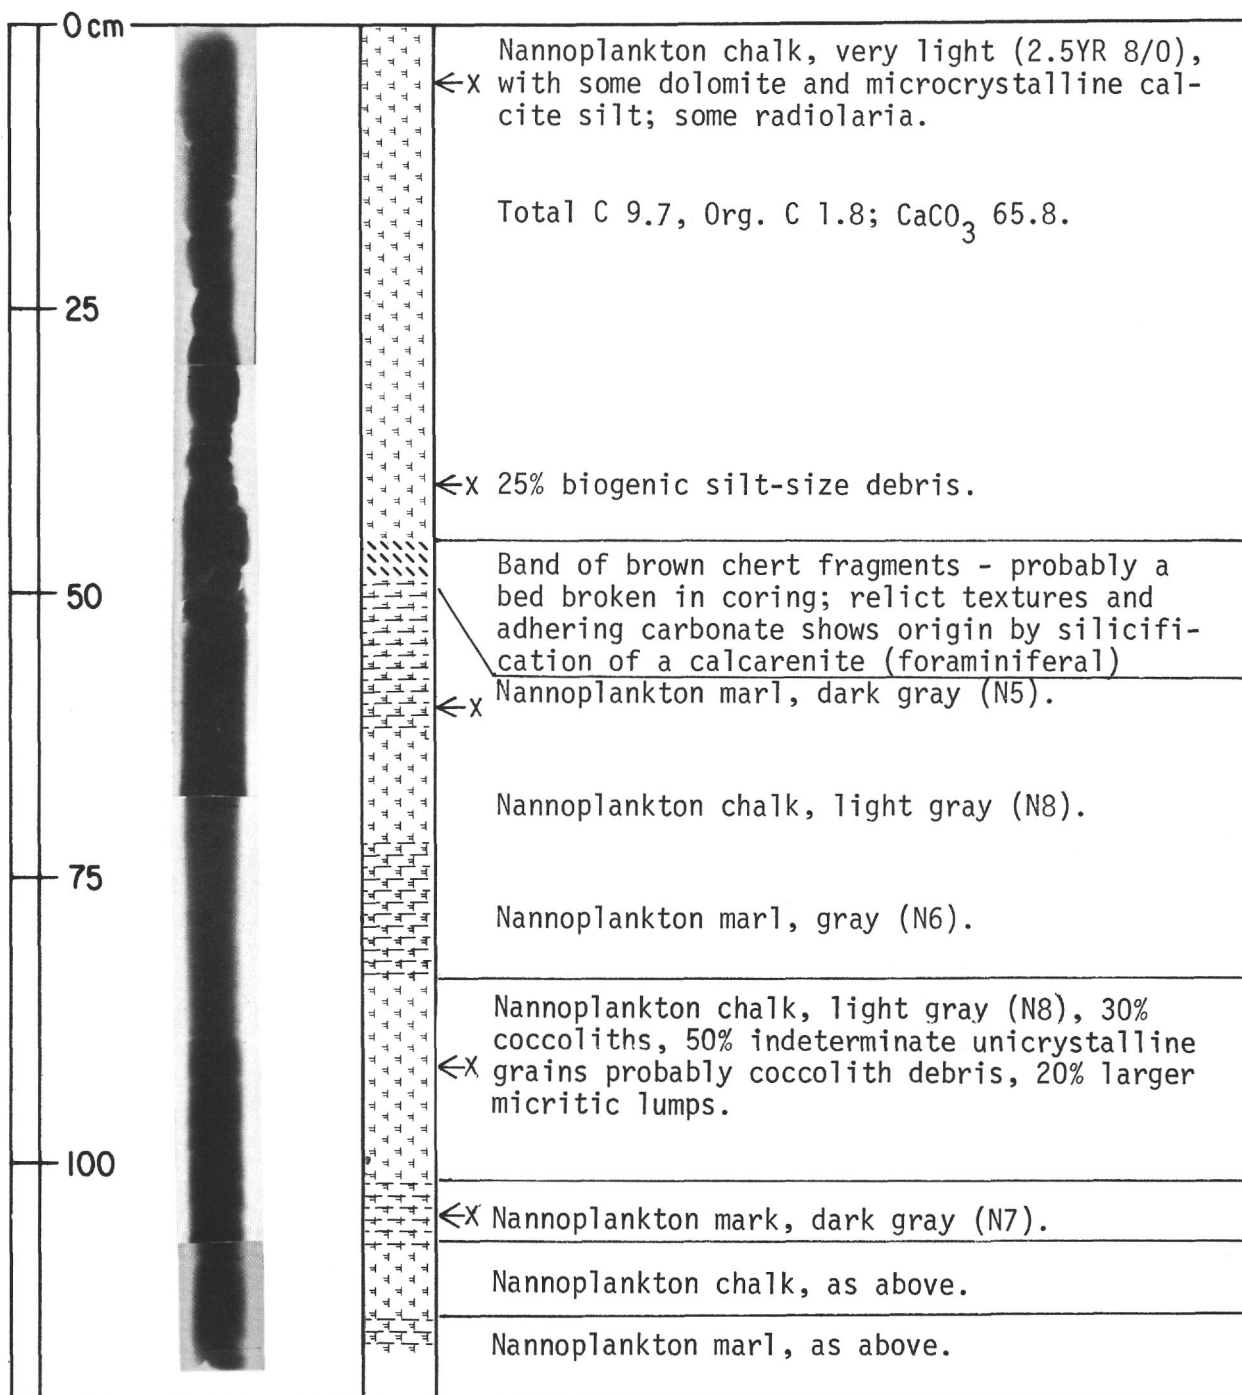 0 cm
Nannoplankton chalk, very light (2.5YR 8/0),
X with some dolomite and microcrystalline cal-
cite silt; some radiolaria.
Total C 9.7, Org. C 1.8; CaCO3 65.8.
25
X 25% biogenic silt-size debris.
Band of brown chert fragments - probably a
50
bed broken in coring; relict textures and
adhering carbonate shows origin by silicifi-
cation of a calcarenite (foraminiferal)
Nannoplankton marl, dark gray (N5).
X
Nannoplankton chalk, light gray (N8).
75
Nannoplankton marl, gray (N6).
Nannoplankton chalk, light gray (N8), 30%
coccoliths, 50% indeterminate unicrystalline
X grains probably coccolith debris, 20% larger
micritic lumps.
100
X Nannoplankton mark, dark gray (N7).
Nannoplankton chalk, as above.
Nannoplankton marl, as above.